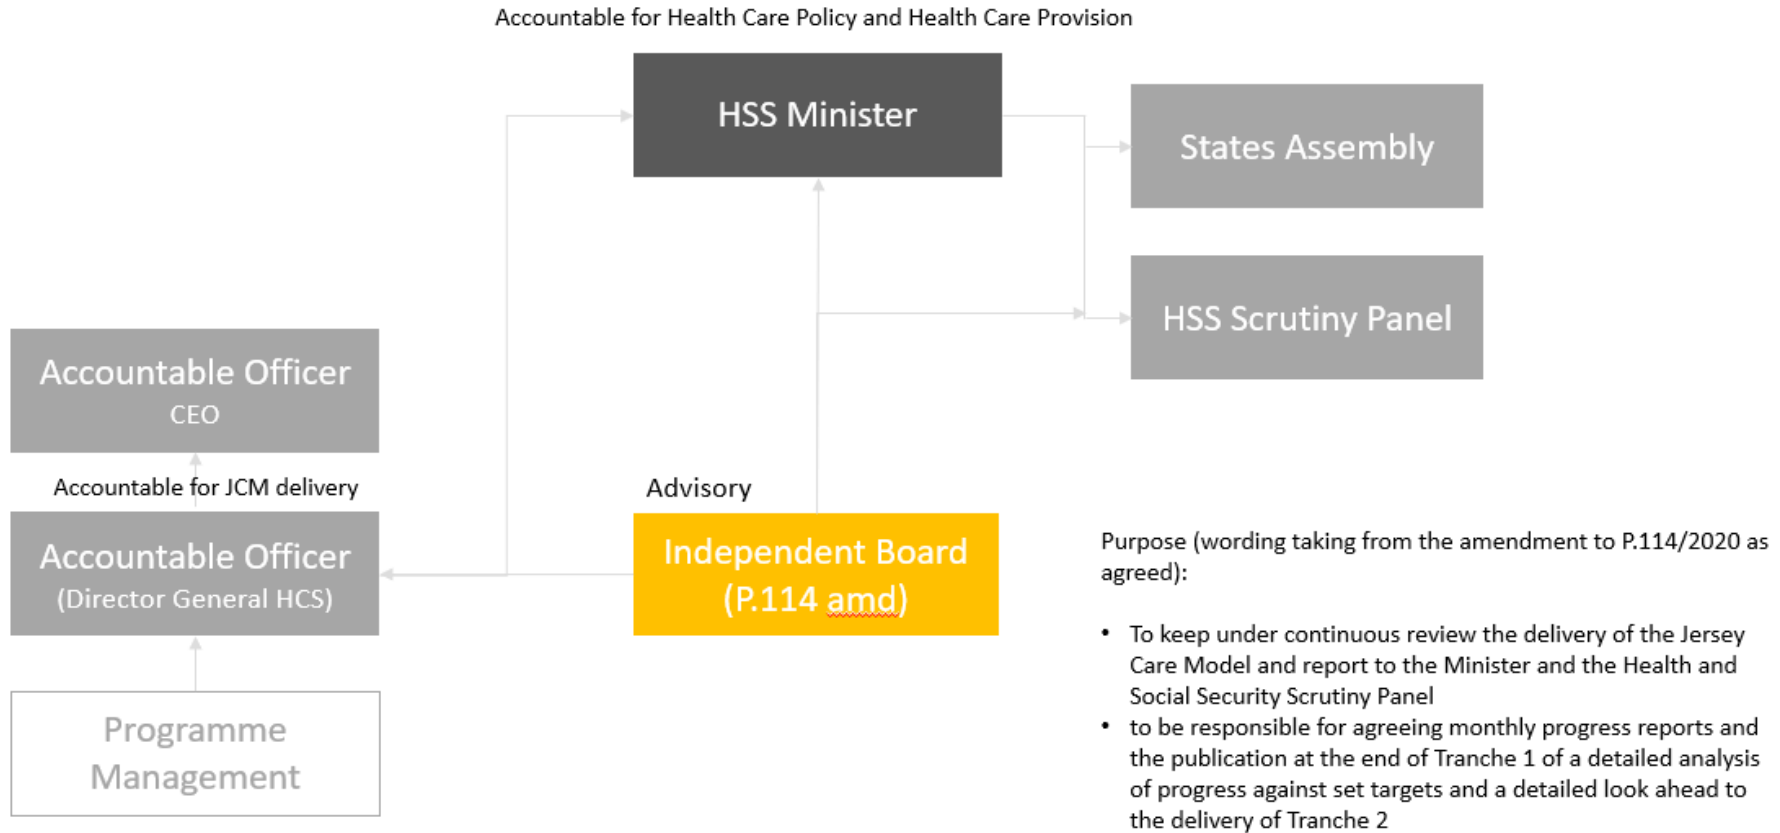 Accountable for Health Care Policy and Health Care Provision
HSS Minister
States Assembly
HSS Scrutiny Panel
Accountable Officer
CEO
Accountable for JCM delivery
Accountable Officer
(Director General HCS)
Programme
Management
Advisory
Independent Board
(P.114 amd)
Purpose (wording taking from the amendment to P.114/2020 as
agreed):
• To keep under continuous review the delivery of the Jersey
Care Model and report to the Minister and the Health and
Social Security Scrutiny Panel
• to be responsible for agreeing monthly progress reports and
the publication at the end of Tranche 1 of a detailed analysis
of progress against set targets and a detailed look ahead to
the delivery of Tranche 2